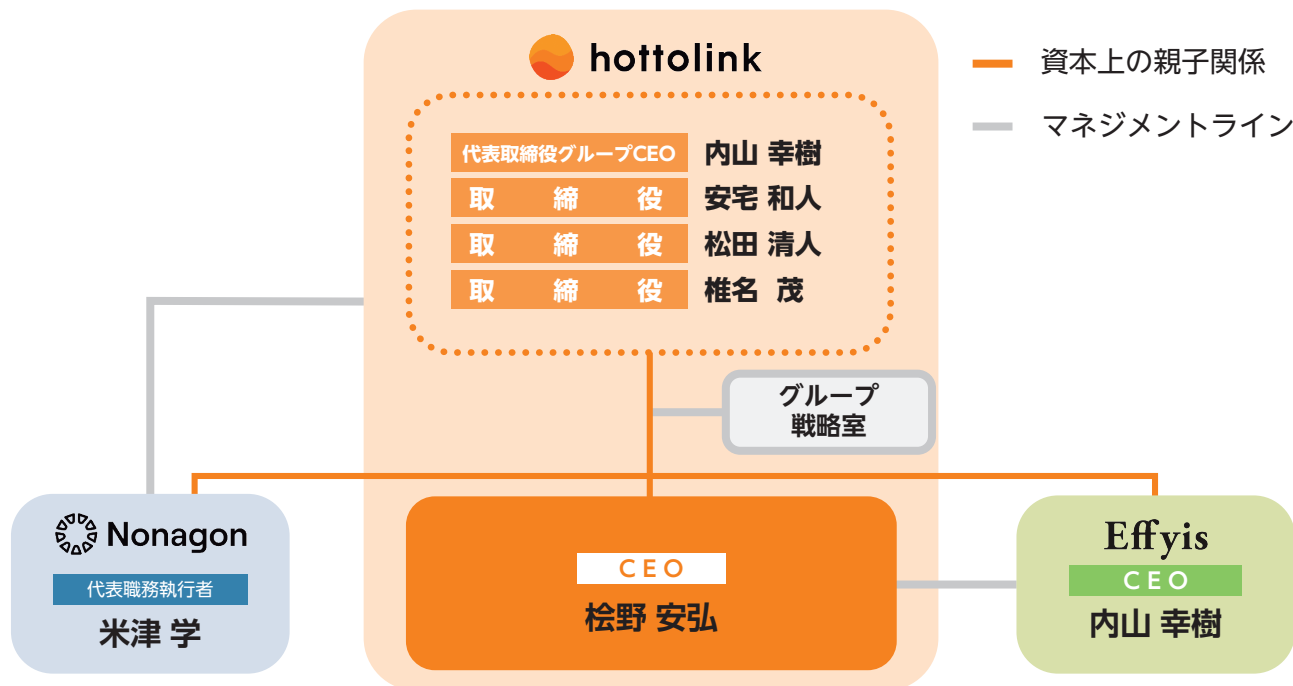 hottolink
資本上の親子関係
マネジメントライン
代表取締役グループCEO 内山 幸樹
取締役 安宅 和人
取締役 松田 清人
取締役 椎名 茂
グループ
戦略室
Nonagon
代表職務執行者
米津 学
CEO
桧野 安弘
Effyis
CEO
内山 幸樹